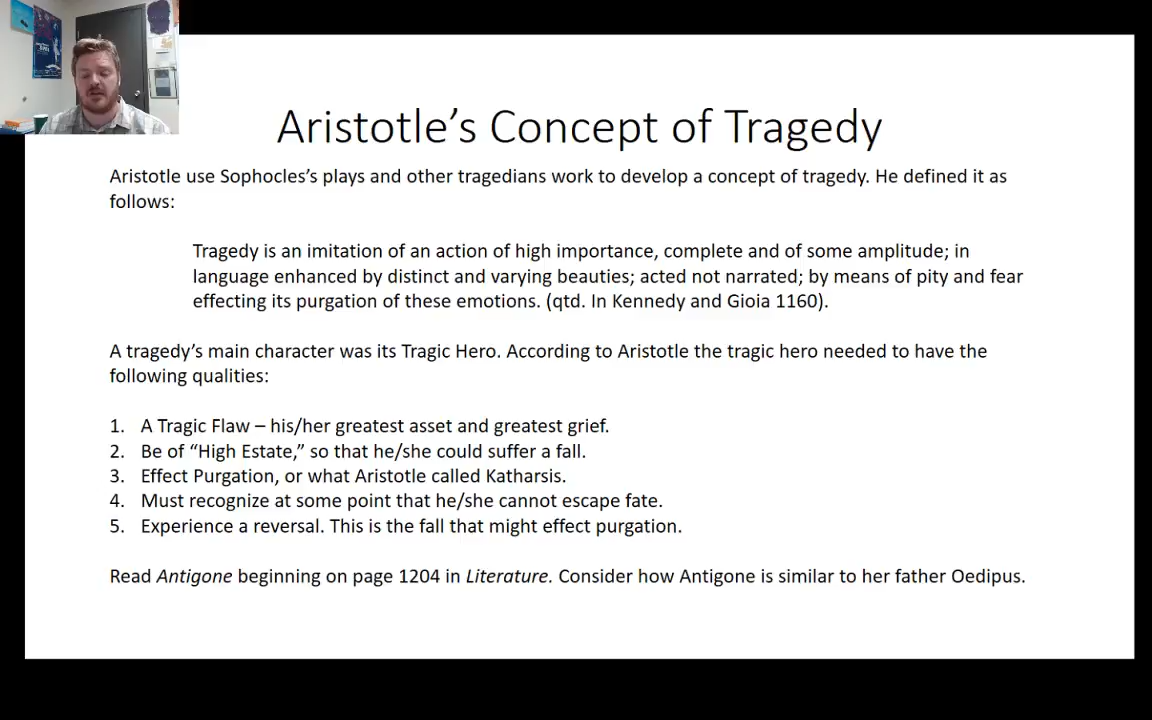 Aristotle's Concept of Tragedy
Aristotle use Sophocles's plays and other tragedians work to develop a concept of tragedy. He defined it as
follows:
Tragedy is an imitation of an action of high importance, complete and of some amplitude; in
language enhanced by distinct and varying beauties; acted not narrated; by means of pity and fear
effecting its purgation of these emotions. (qtd. In Kennedy and Gioia 1160).
A tragedy's main character was its Tragic Hero. According to Aristotle the tragic hero needed to have the
following qualities:
1. A Tragic Flaw – his/her greatest asset and greatest grief.
2. Be of “High Estate,” so that he/she could suffer a fall.
3. Effect Purgation, or what Aristotle called Katharsis.
4. Must recognize at some point that he/she cannot escape fate.
5. Experience a reversal. This is the fall that might effect purgation.
Read Antigone beginning on page 1204 in Literature. Consider how Antigone is similar to her father Oedipus.